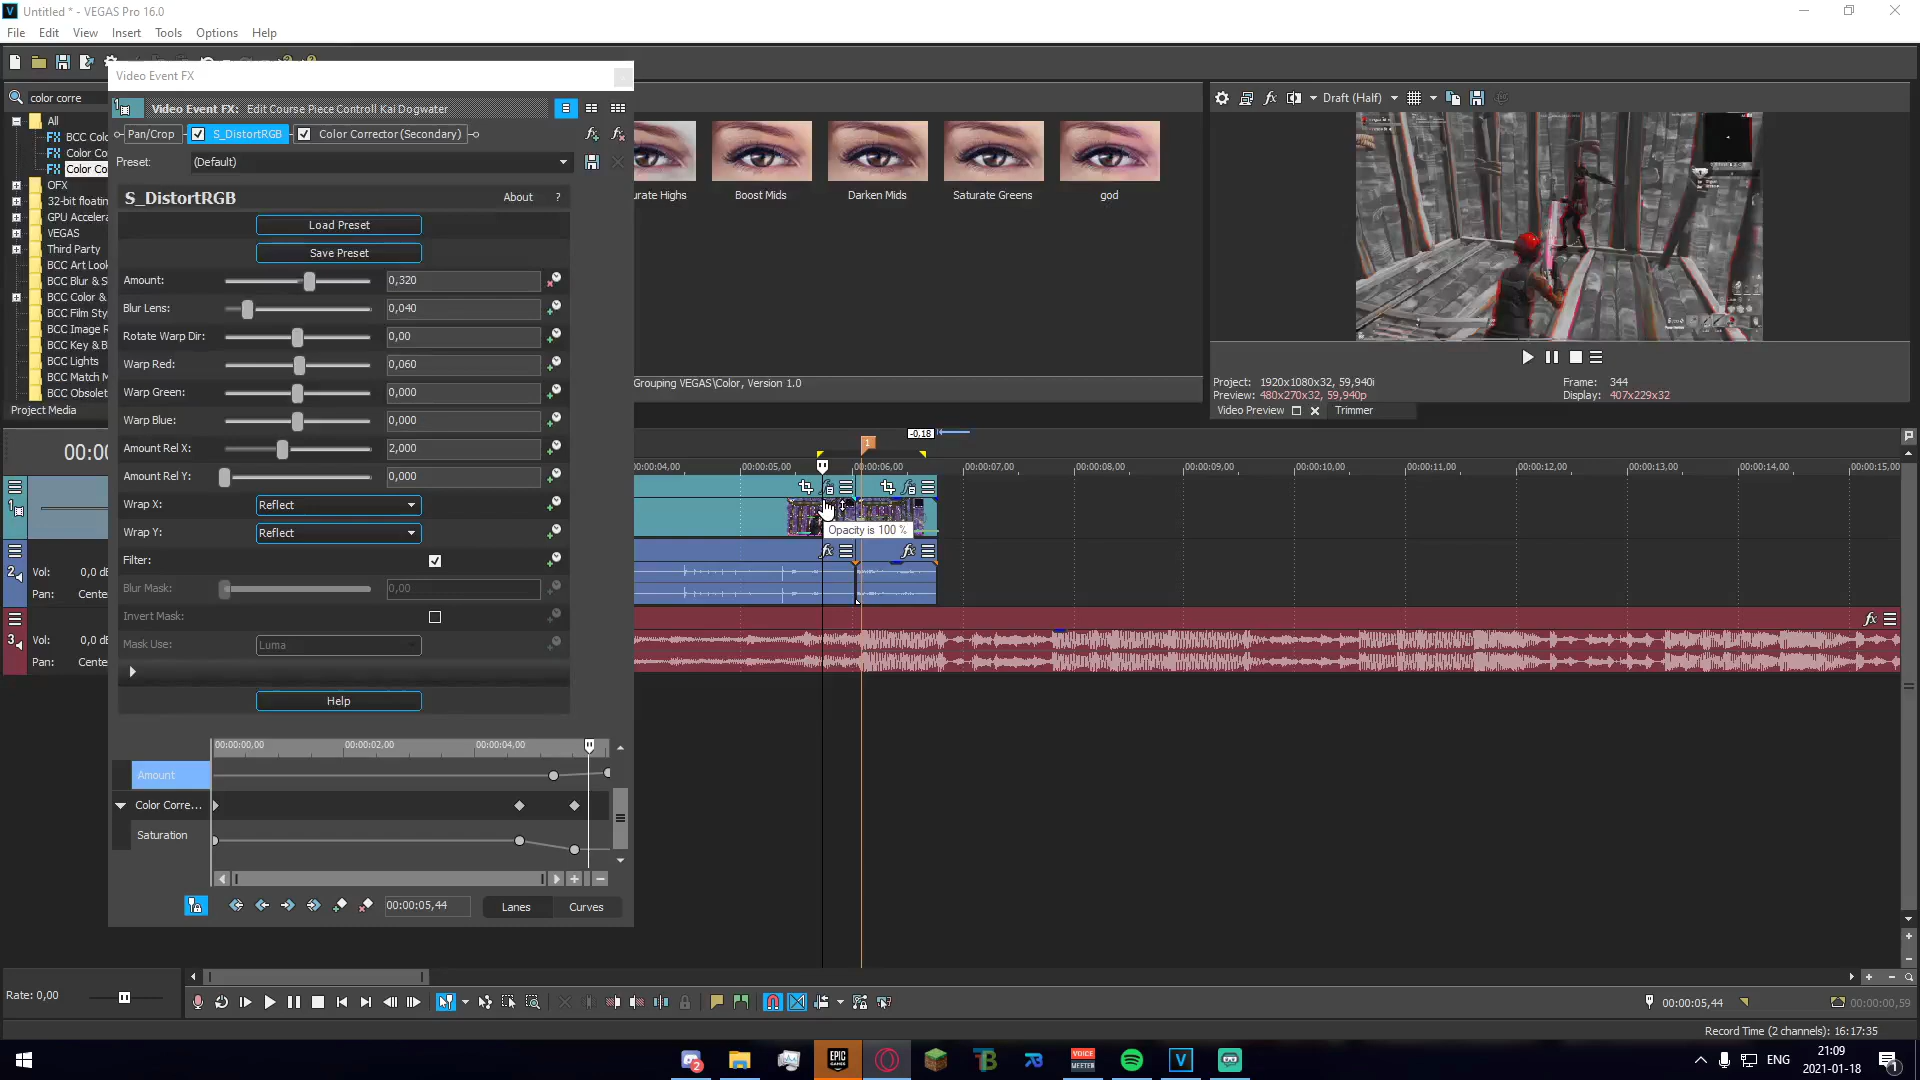 Untitled * - VEGAS Pro 16.0
File Edit View Insert Tools Options Help
color corre
All
BCC Colo
Color Co
Color Co
OFX
32-bit floatin
GPU Accelera
VEGAS
Third Party
BCC Art Look
BCC Blur & S
BCC Color &
BCC Film Sty
BCC Image R
BCC Key & B
BCC Lights
BCC Match M
BCC Obsolet
Project Media
Video Event FX
Video Event FX: Edit Course Piece Controll Kai Dogwater
Pan/Crop S_DistortRGB Color Corrector (Secondary)
Preset: (Default)
S_DistortRGB About ?
Load Preset
Save Preset
Amount: 0,320
Blur Lens: 0,040
Rotate Warp Dir: 0,00
Warp Red: 0,060
Warp Green: 0,000
Warp Blue: 0,000
Amount Rel X: 2,000
Amount Rel Y: 0,000
Wrap X: Reflect
Wrap Y: Reflect
Filter:
Blur Mask: 0,00
Invert Mask:
Mask Use: Luma
Help
00:00:00,00 00:00:02,00 00:00:04,00
Amount
Color Corre...
Saturation
00:00:05,44 Lanes Curves
urate Highs Boost Mids Darken Mids Saturate Greens god
Grouping VEGAS\Color, Version 1.0
Draft (Half)
Project: 1920x1080x32, 59,940i Frame: 344
Preview: 480x270x32, 59,940p Display: 407x229x32
Video Preview Trimmer
00:0
-0,18
1
00:00:04,00 00:00:05,00 00:00:06,00 00:00:07,00 00:00:08,00 00:00:09,00 00:00:10,00 00:00:11,00 00:00:12,00 00:00:13,00 00:00:14,00 00:00:15,00
Opacity is 100 %
1
2
Vol: 0,0 dB
Pan: Cente
3
Vol: 0,0 dB
Pan: Cente
Rate: 0,00
00:00:05,44 00:00:00,59
Record Time (2 channels): 16:17:35
EPIC GAMES
VOICE MEETER
ENG
21:09
2021-01-18